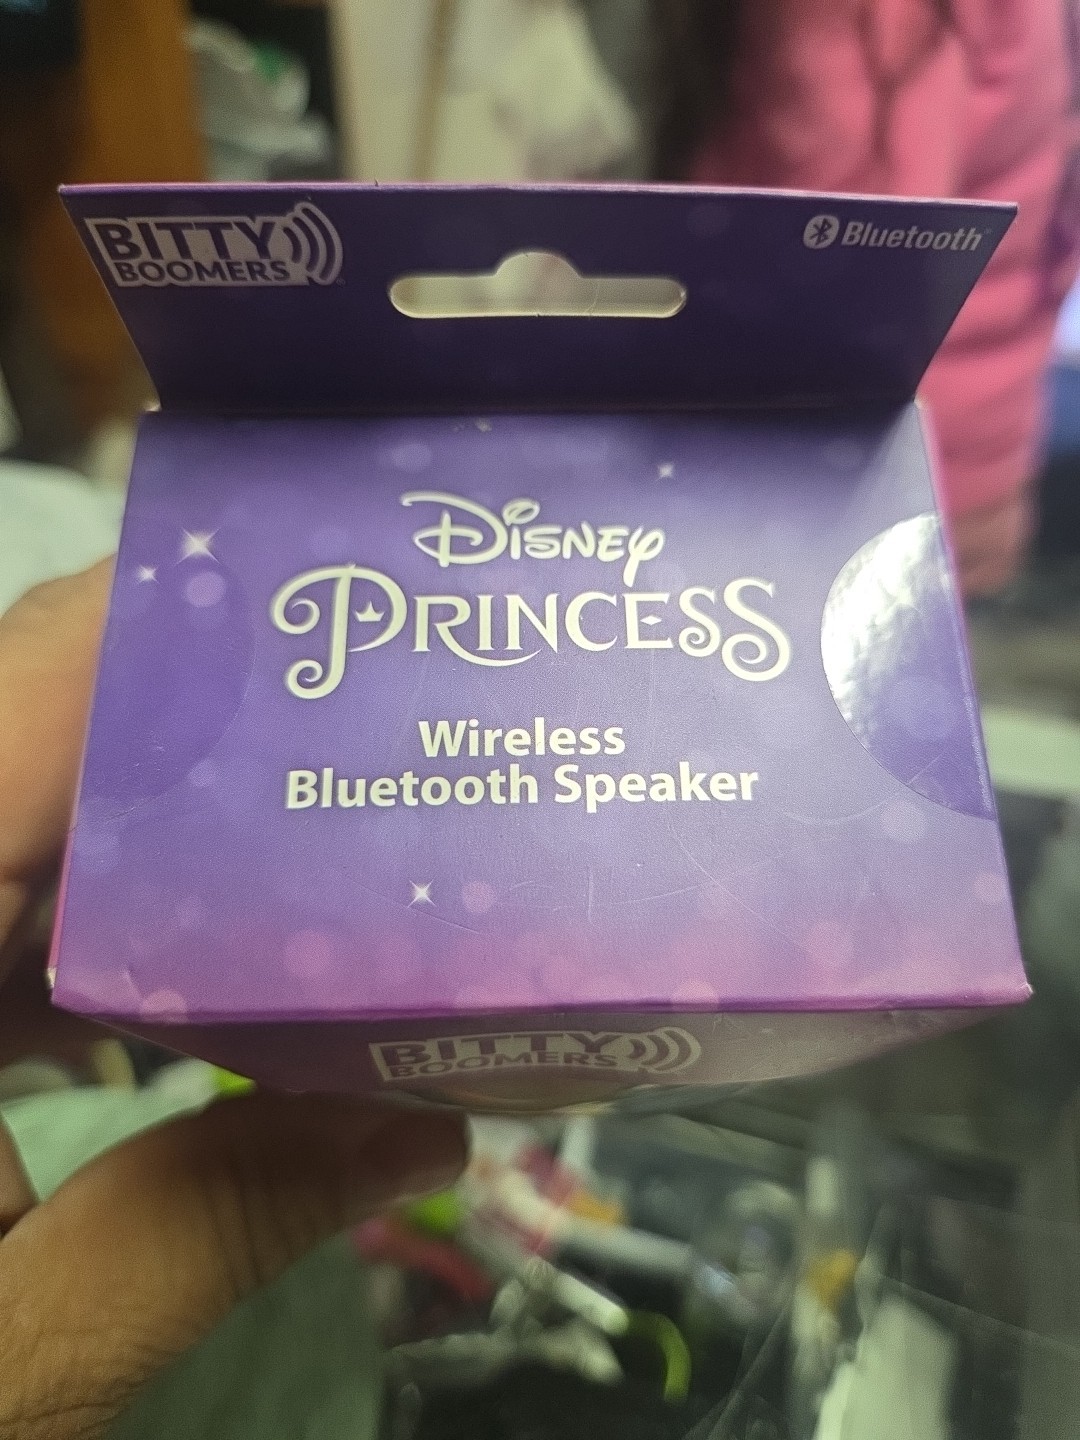 BITTY
BOOMERS
Bluetooth
Disney
PRINCESS
Wireless
Bluetooth Speaker
BITTY
BOOMERS